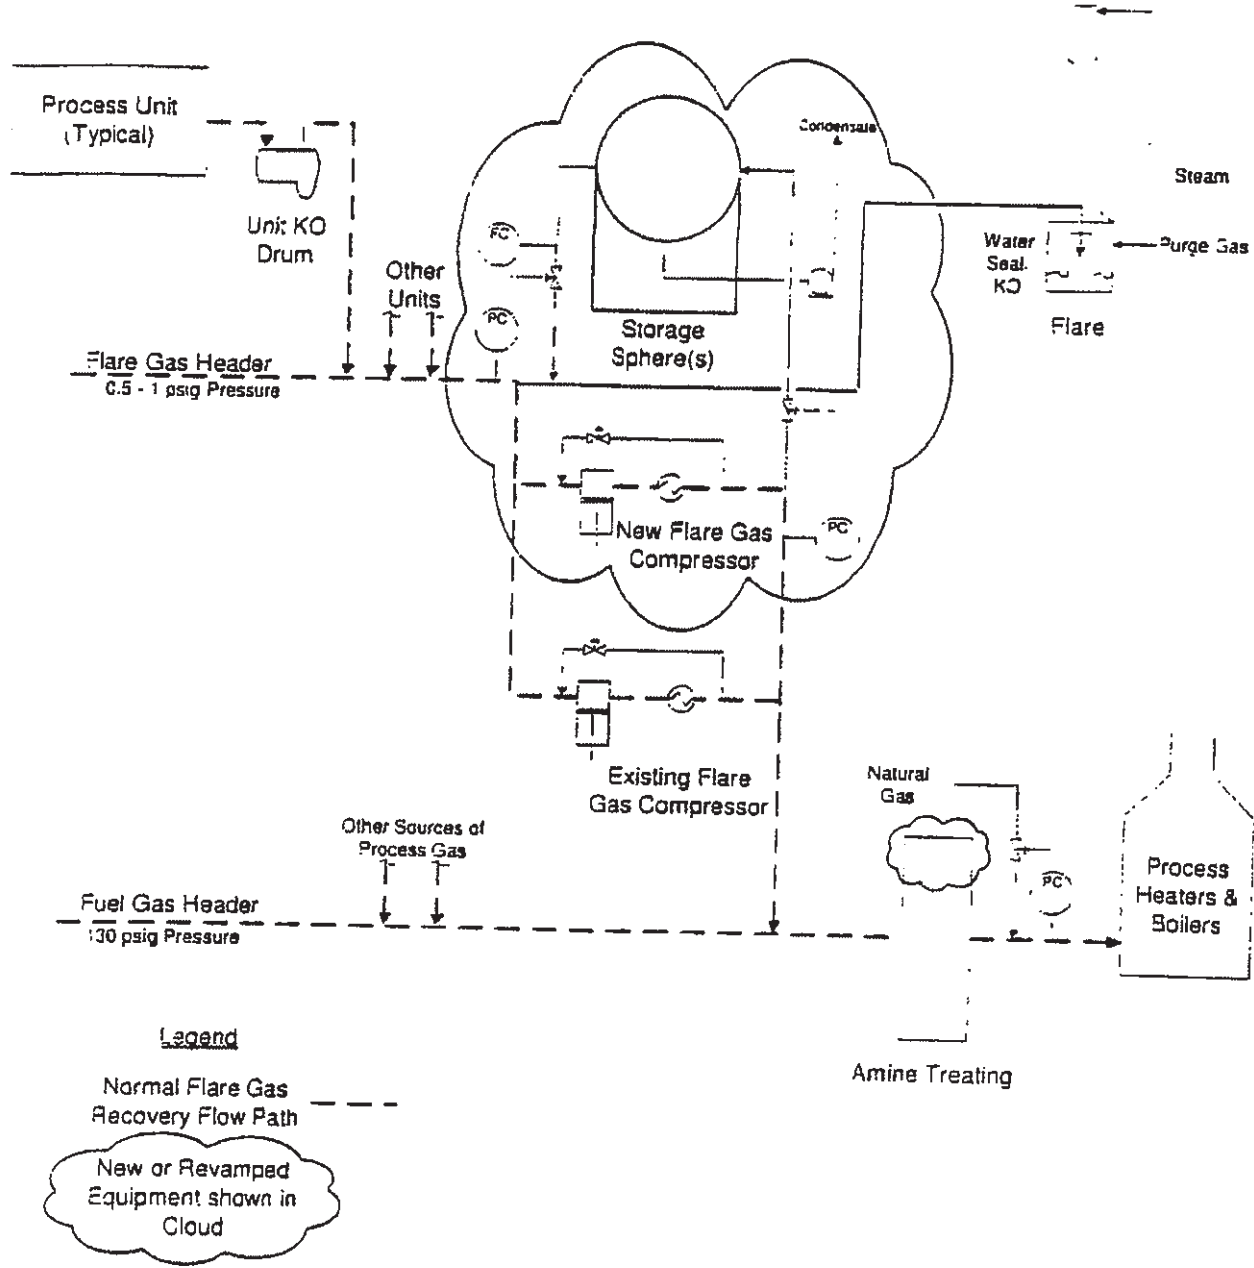 Process Unit
(Typical)
Unit KO
Drum
Other
Units
Flare Gas Header
0.5 - 1 psig Pressure
FC
PC
Condensate
Storage
Sphere(s)
Steam
Water
Seal
KO
Purge Gas
Flare
New Flare Gas
Compressor
PC
Existing Flare
Gas Compressor
Other Sources of
Process Gas
Fuel Gas Header
130 psig Pressure
Natural
Gas
PC
Process
Heaters &
Boilers
Amine Treating
Legend
Normal Flare Gas
Recovery Flow Path
New or Revamped
Equipment shown in
Cloud